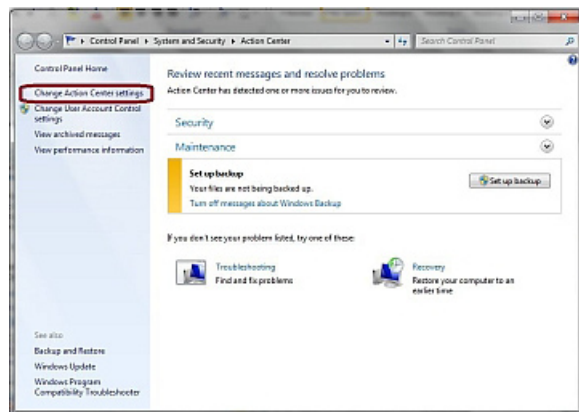 Control Panel ▸ System and Security ▸ Action Center
Search Control Panel
Control Panel Home
Change Action Center settings
Change User Account Control
settings
View archived messages
View performance information
Review recent messages and resolve problems
Action Center has detected one or more issues for you to review.
Security
Maintenance
Set up backup
Your files are not being backed up.
Set up backup
Turn off messages about Windows Backup
If you don't see your problem listed, try one of these:
Troubleshooting
Find and fix problems
Recovery
Restore your computer to an
earlier time
See also
Backup and Restore
Windows Update
Windows Program
Compatibility Troubleshooter